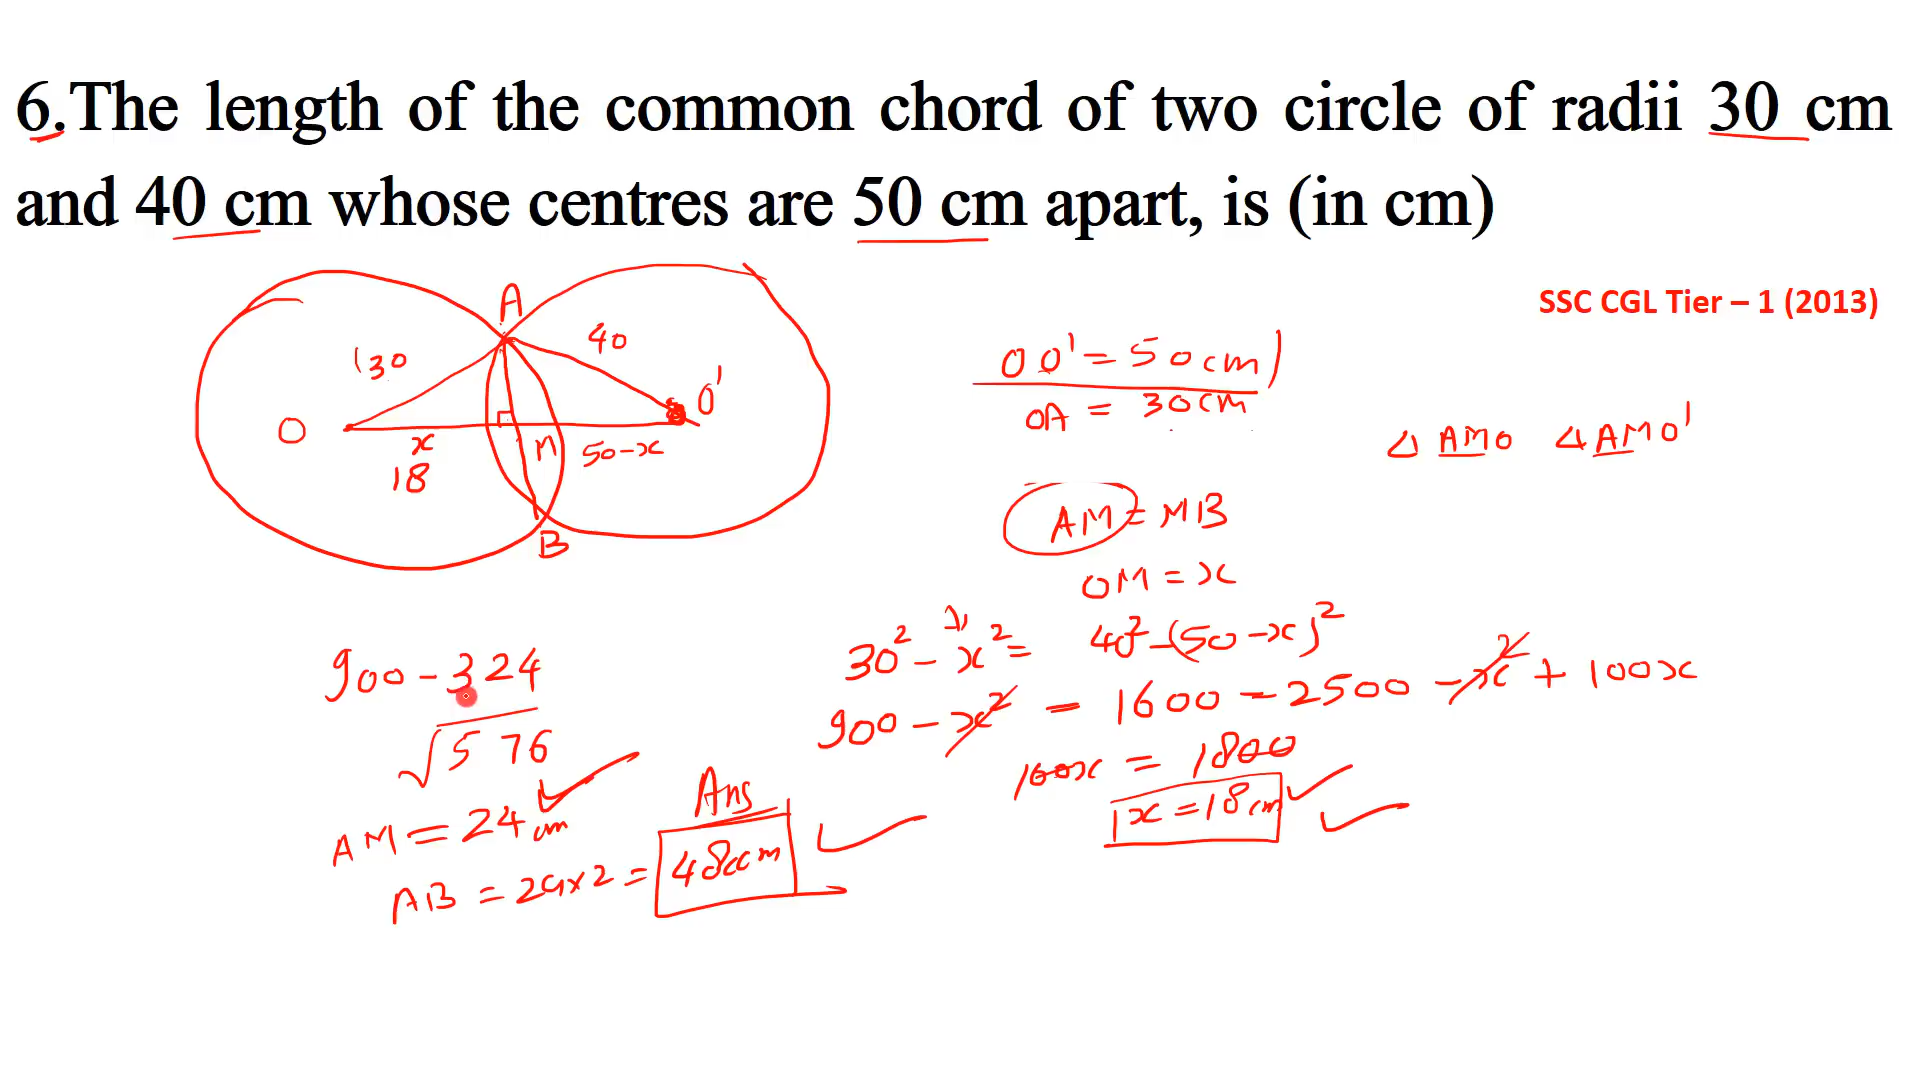 6.The length of the common chord of two circle of radii 30 cm
and 40 cm whose centres are 50 cm apart, is (in cm)
SSC CGL Tier – 1 (2013)
A
30
40
O
O'
x
M
50-x
18
B
OO' = 50cm
OA = 30cm
△ AMO △ AMO'
AM = MB
OM = x
30² - x² = 40² - (50-x)²
900 - x² = 1600 - 2500 - x² + 100x
100x = 1800
x = 18cm
900 - 324
√576
AM = 24cm
Ans
AB = 24x2 = 48cm